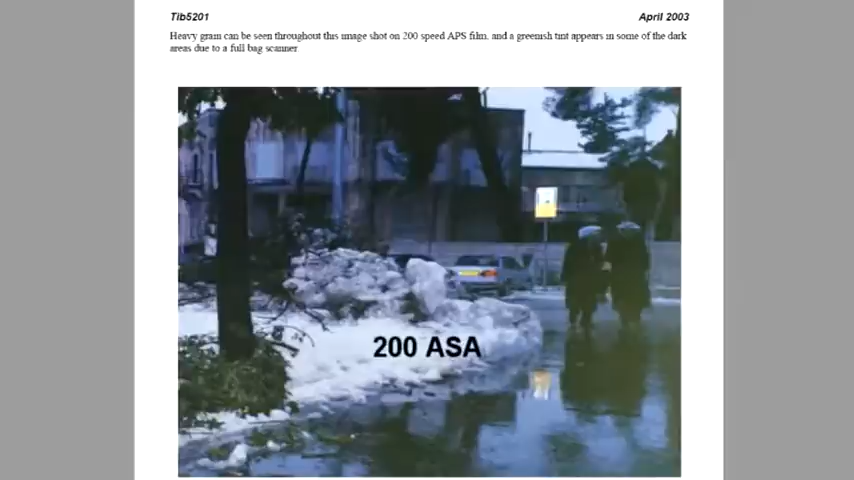 Tib5201 April 2003
Heavy grain can be seen throughout this image shot on 200 speed APS film. and a greenish tint appears in some of the dark
areas due to a full bag scanner
200 ASA